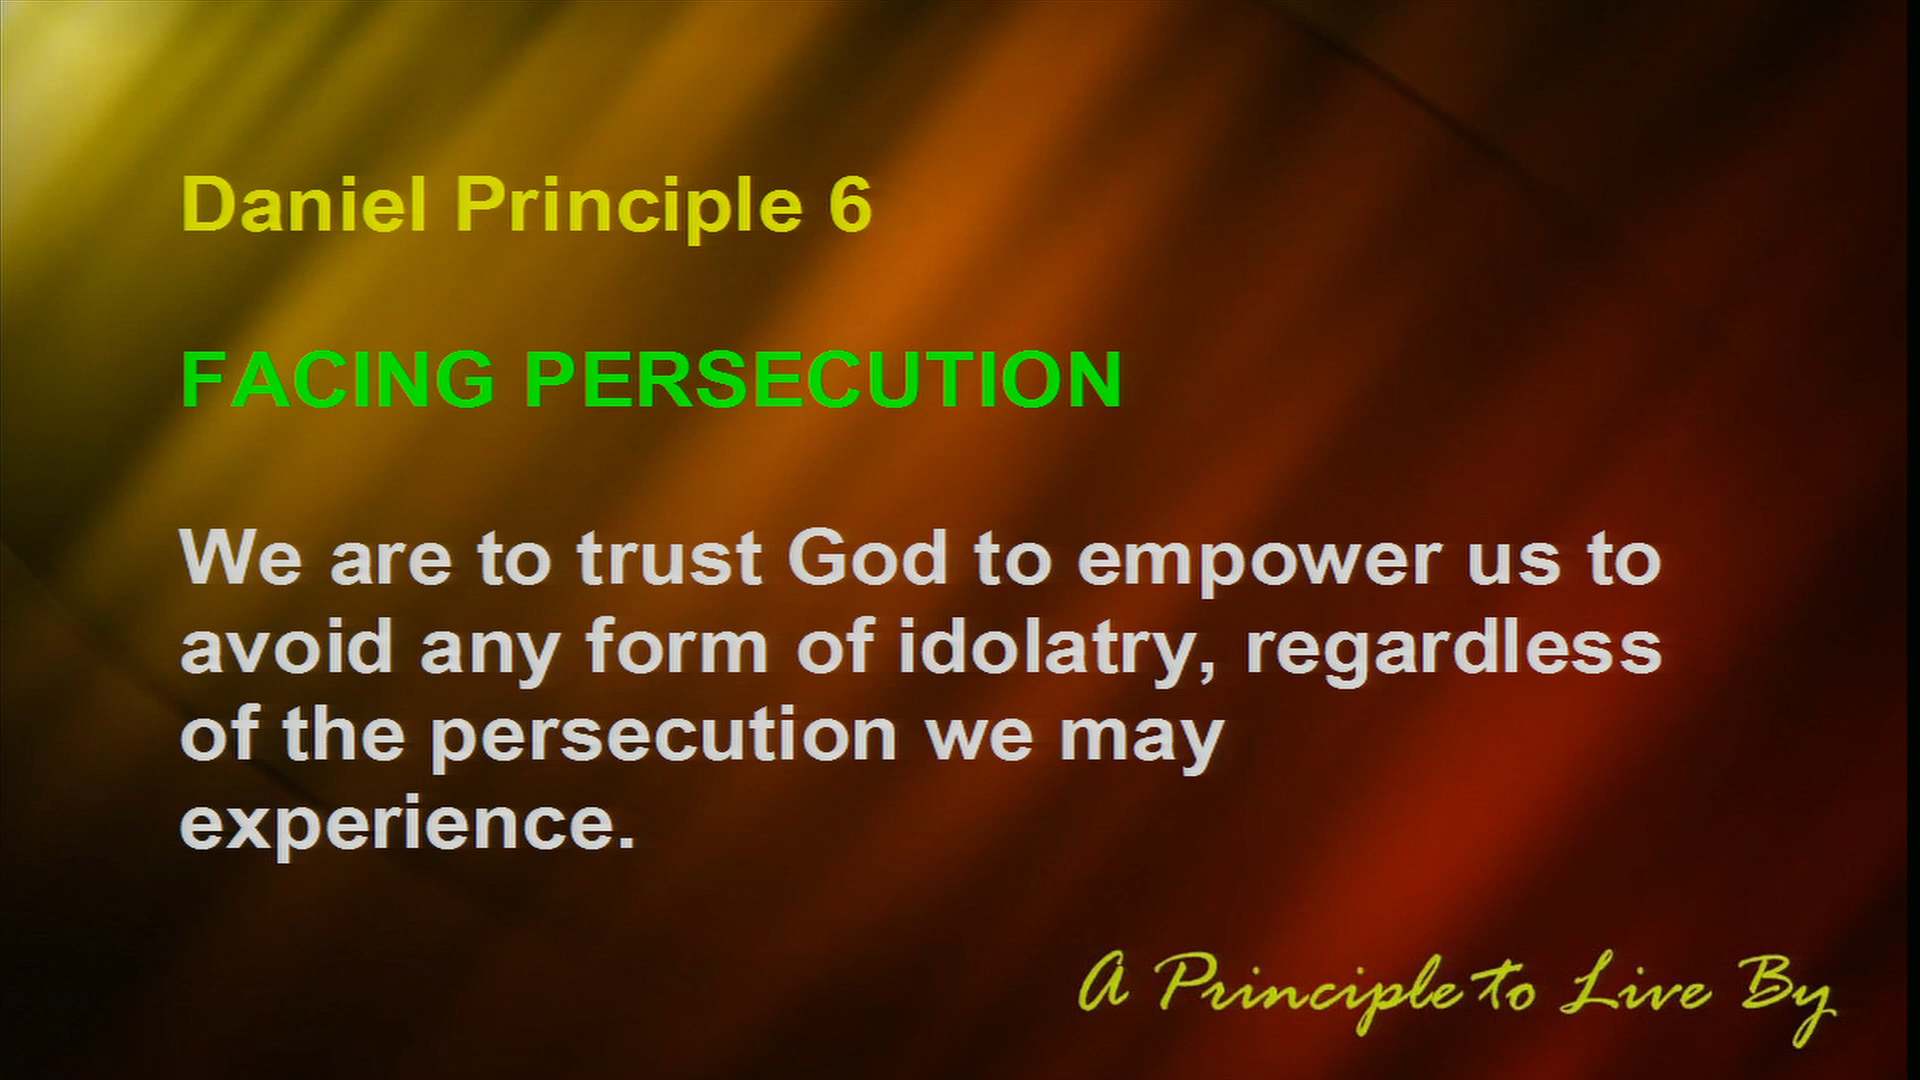 Daniel Principle 6
FACING PERSECUTION
We are to trust God to empower us to
avoid any form of idolatry, regardless
of the persecution we may
experience.
A Principle to Live By